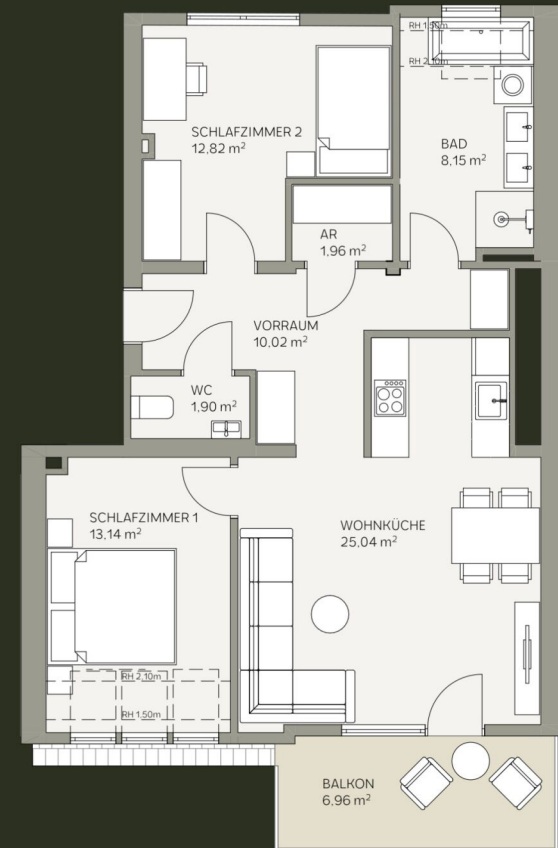 RH 1,50m
RH 2,10m
SCHLAFZIMMER 2
12,82 m²
BAD
8,15 m²
AR
1,96 m²
VORRAUM
10,02 m²
WC
1,90 m²
SCHLAFZIMMER 1
13,14 m²
WOHNKÜCHE
25,04 m²
RH 2,10m
RH 1,50m
BALKON
6,96 m²